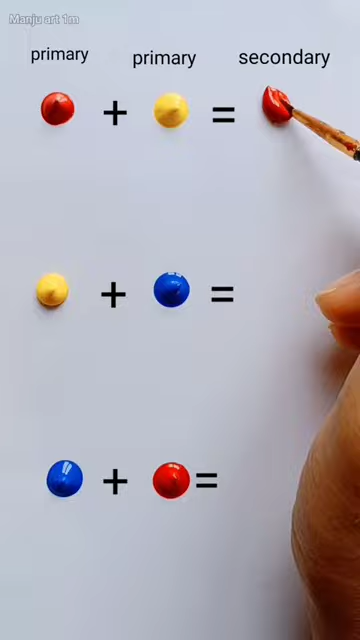 Manju art 1m
primary primary secondary
+ =
+ =
+ =